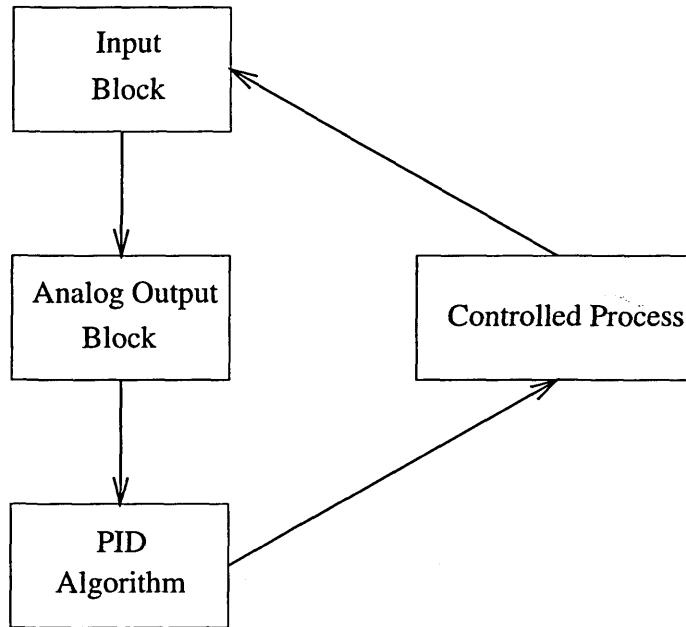 Input
Block
Analog Output
Block
Controlled Process
PID
Algorithm